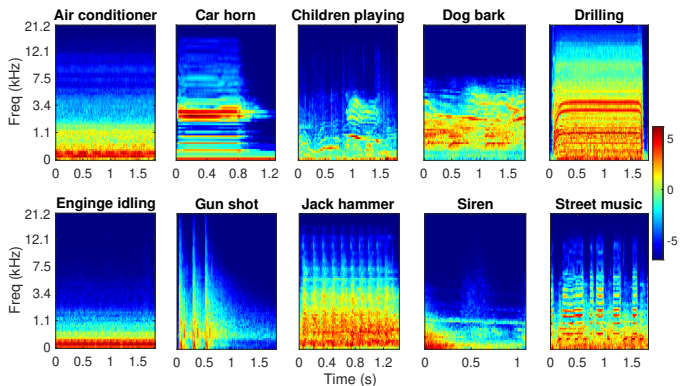 Air conditioner Car horn Children playing Dog bark Drilling
21.2
12.1
7.5
3.4
1.1
0
Freq (kHz)
0 0.5 1 1.5 0 0.4 0.8 1.2 0 0.5 1 1.5 0 0.5 1 1.5 0 0.5 1 1.5
5
0
-5
Enginge idling Gun shot Jack hammer Siren Street music
21.2
12.1
7.5
3.4
1.1
0
Freq (kHz)
0 0.5 1 1.5 0 0.5 1 1.5 0 0.4 0.8 1.2 0 0.5 1 0 0.5 1 1.5
Time (s)